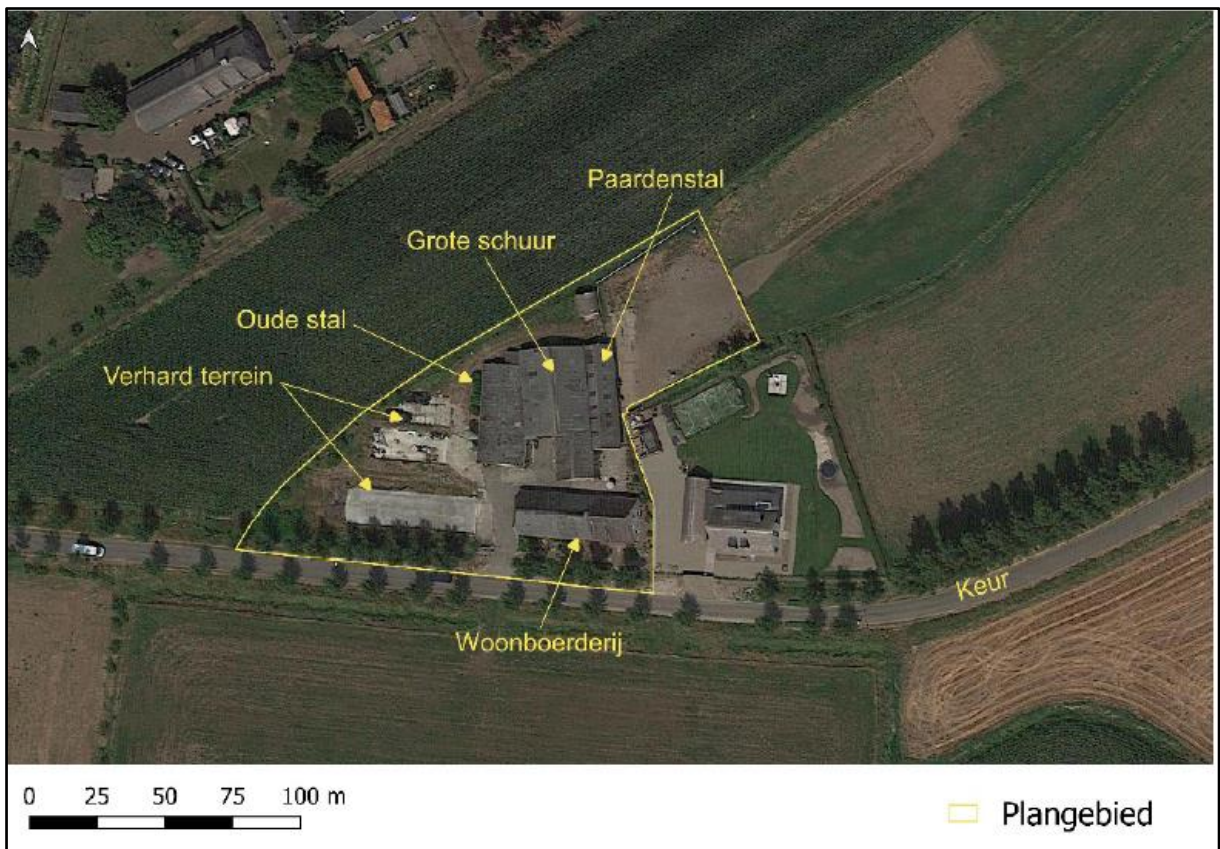 Paardenstal
Grote schuur
Oude stal
Verhard terrein
Keur
Woonboerderij
0 25 50 75 100 m
Plangebied